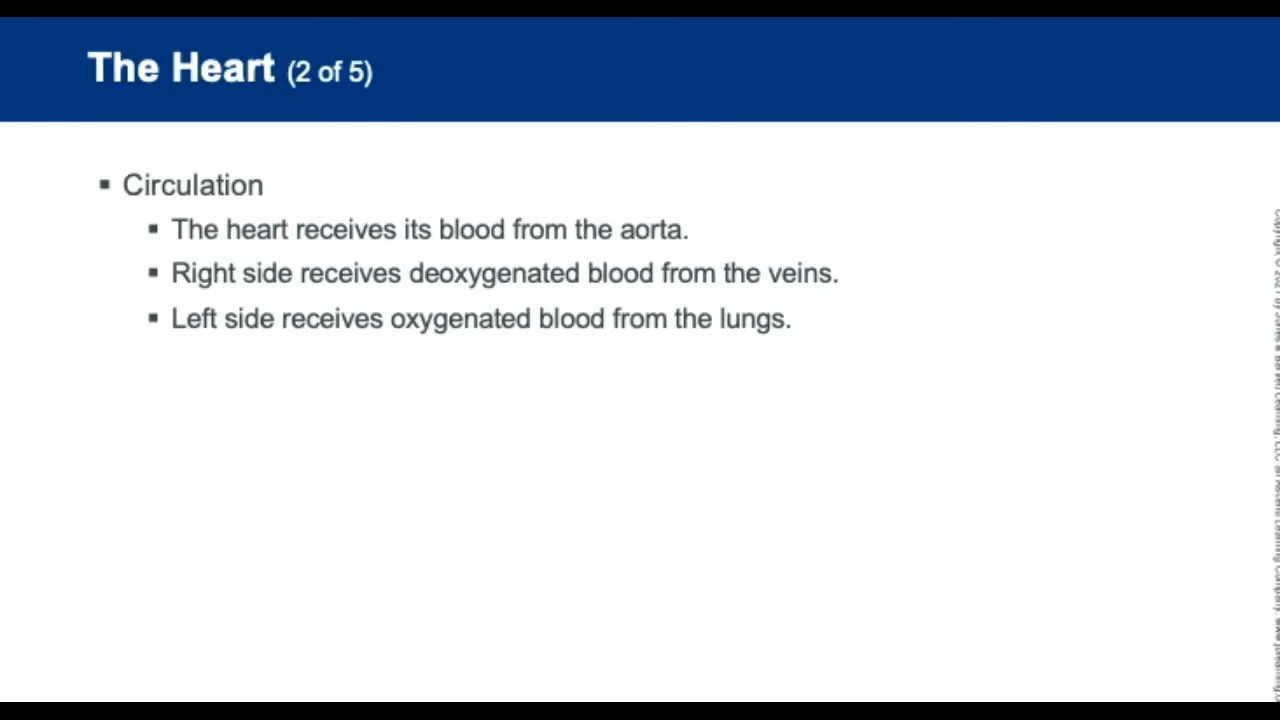 The Heart (2 of 5)
▪ Circulation
▪ The heart receives its blood from the aorta.
▪ Right side receives deoxygenated blood from the veins.
▪ Left side receives oxygenated blood from the lungs.